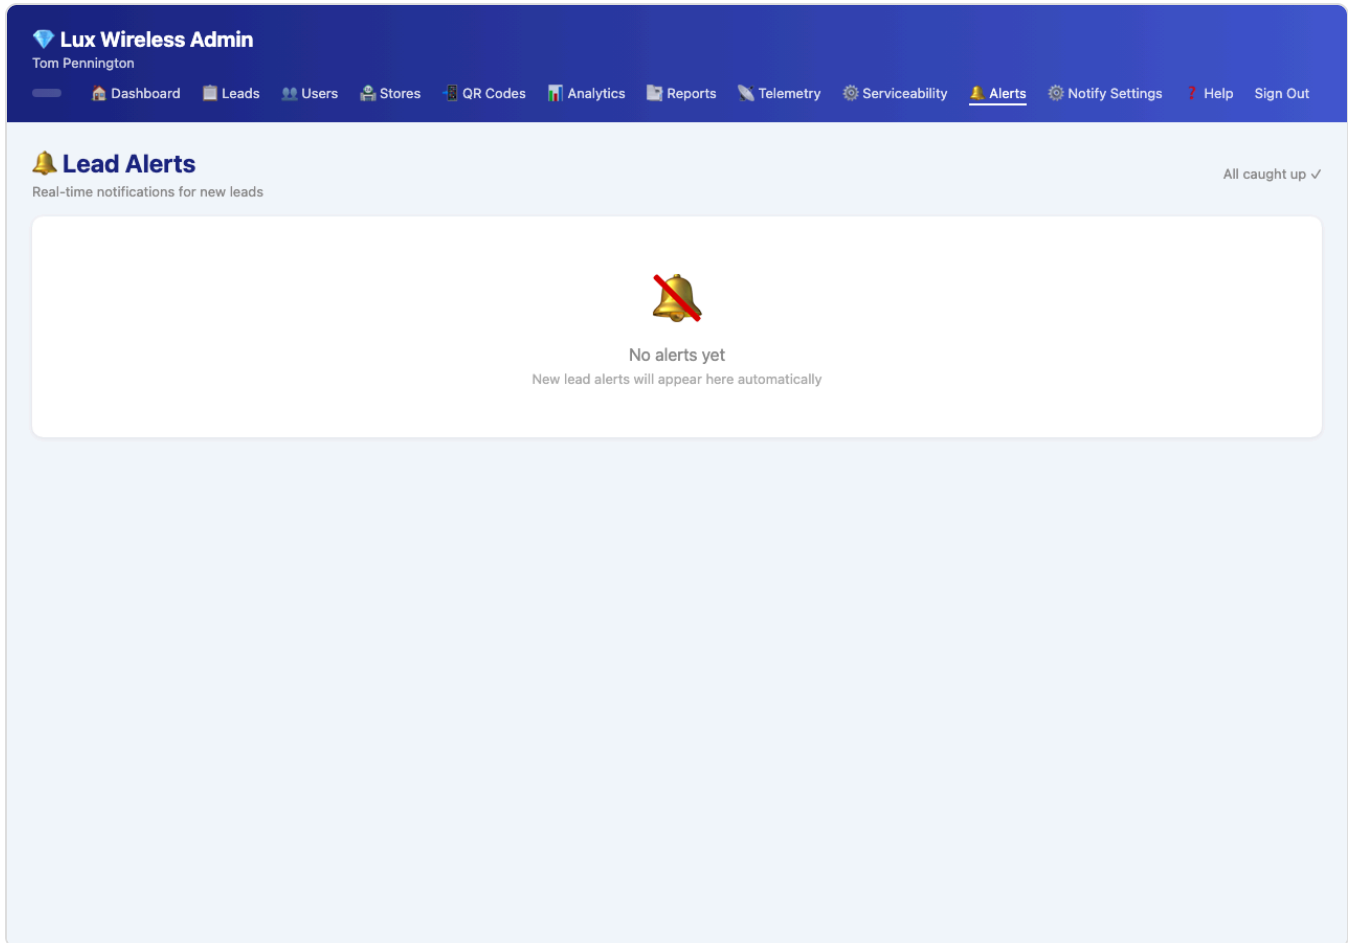 Lux Wireless Admin
Tom Pennington
Dashboard Leads Users Stores QR Codes Analytics Reports Telemetry Serviceability Alerts Notify Settings ? Help Sign Out
Lead Alerts
All caught up ✓
Real-time notifications for new leads
No alerts yet
New lead alerts will appear here automatically